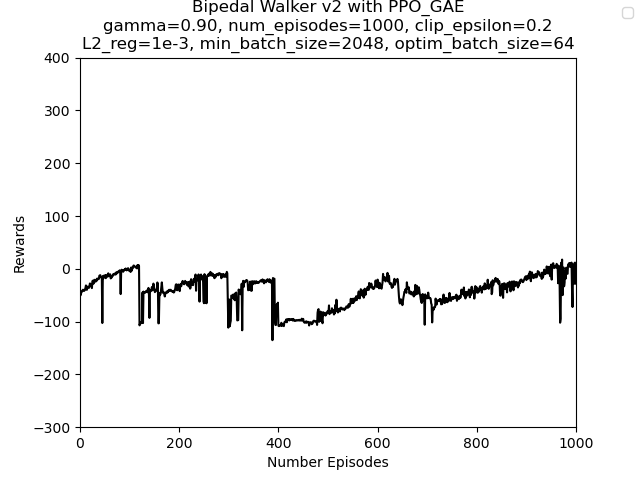 Bipedal Walker v2 with PPO_GAE
gamma=0.90, num_episodes=1000, clip_epsilon=0.2
L2_reg=1e-3, min_batch_size=2048, optim_batch_size=64
400
300
200
100
0
−100
−200
−300
Rewards
0 200 400 600 800 1000
Number Episodes